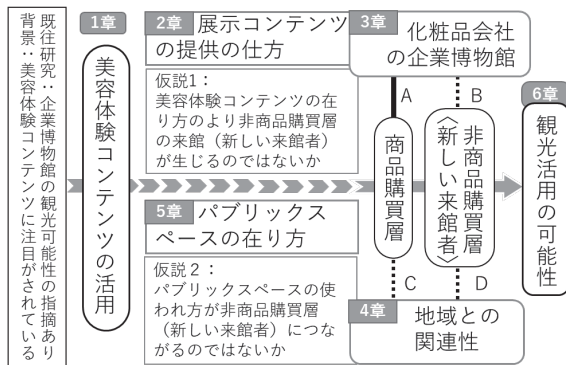 既往研究:企業博物館の観光可能性の指摘あり
背景:美容体験コンテンツに注目がされている
1章
美容体験コンテンツの活用
2章 展示コンテンツ
の提供の仕方
仮説1:
美容体験コンテンツの在
り方のより非商品購買層
の来館（新しい来館者）
が生じるのではないか
5章 パブリックス
ペースの在り方
仮説２:
パブリックスペースの使
われ方が非商品購買層
（新しい来館者）につな
がるのではないか
3章
化粧品会社
の企業博物館
A
B
商品購買層
非商品購買層
〈新しい来館者〉
C
D
4章
地域との
関連性
6章
観光活用の可能性